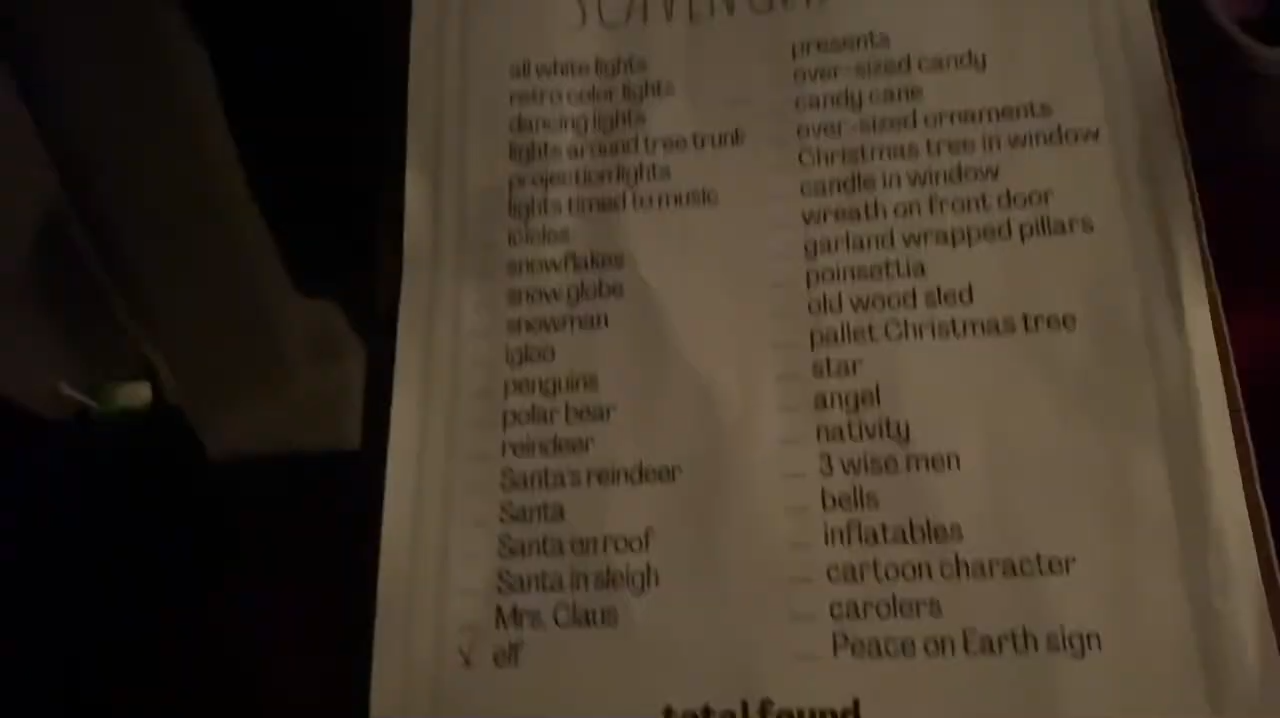 all white lights
retro color lights
dancing lights
lights around tree trunk
projection lights
lights timed to music
icicles
snowflakes
snow globe
snowman
igloo
penguins
polar bear
reindeer
Santa's reindeer
Santa
Santa on roof
Santa in sleigh
Mrs. Claus
x elf
presents
over-sized candy
candy cane
over-sized ornaments
Christmas tree in window
candle in window
wreath on front door
garland wrapped pillars
poinsettia
old wood sled
pallet Christmas tree
star
angel
nativity
3 wise men
bells
inflatables
cartoon character
carolers
Peace on Earth sign
total found